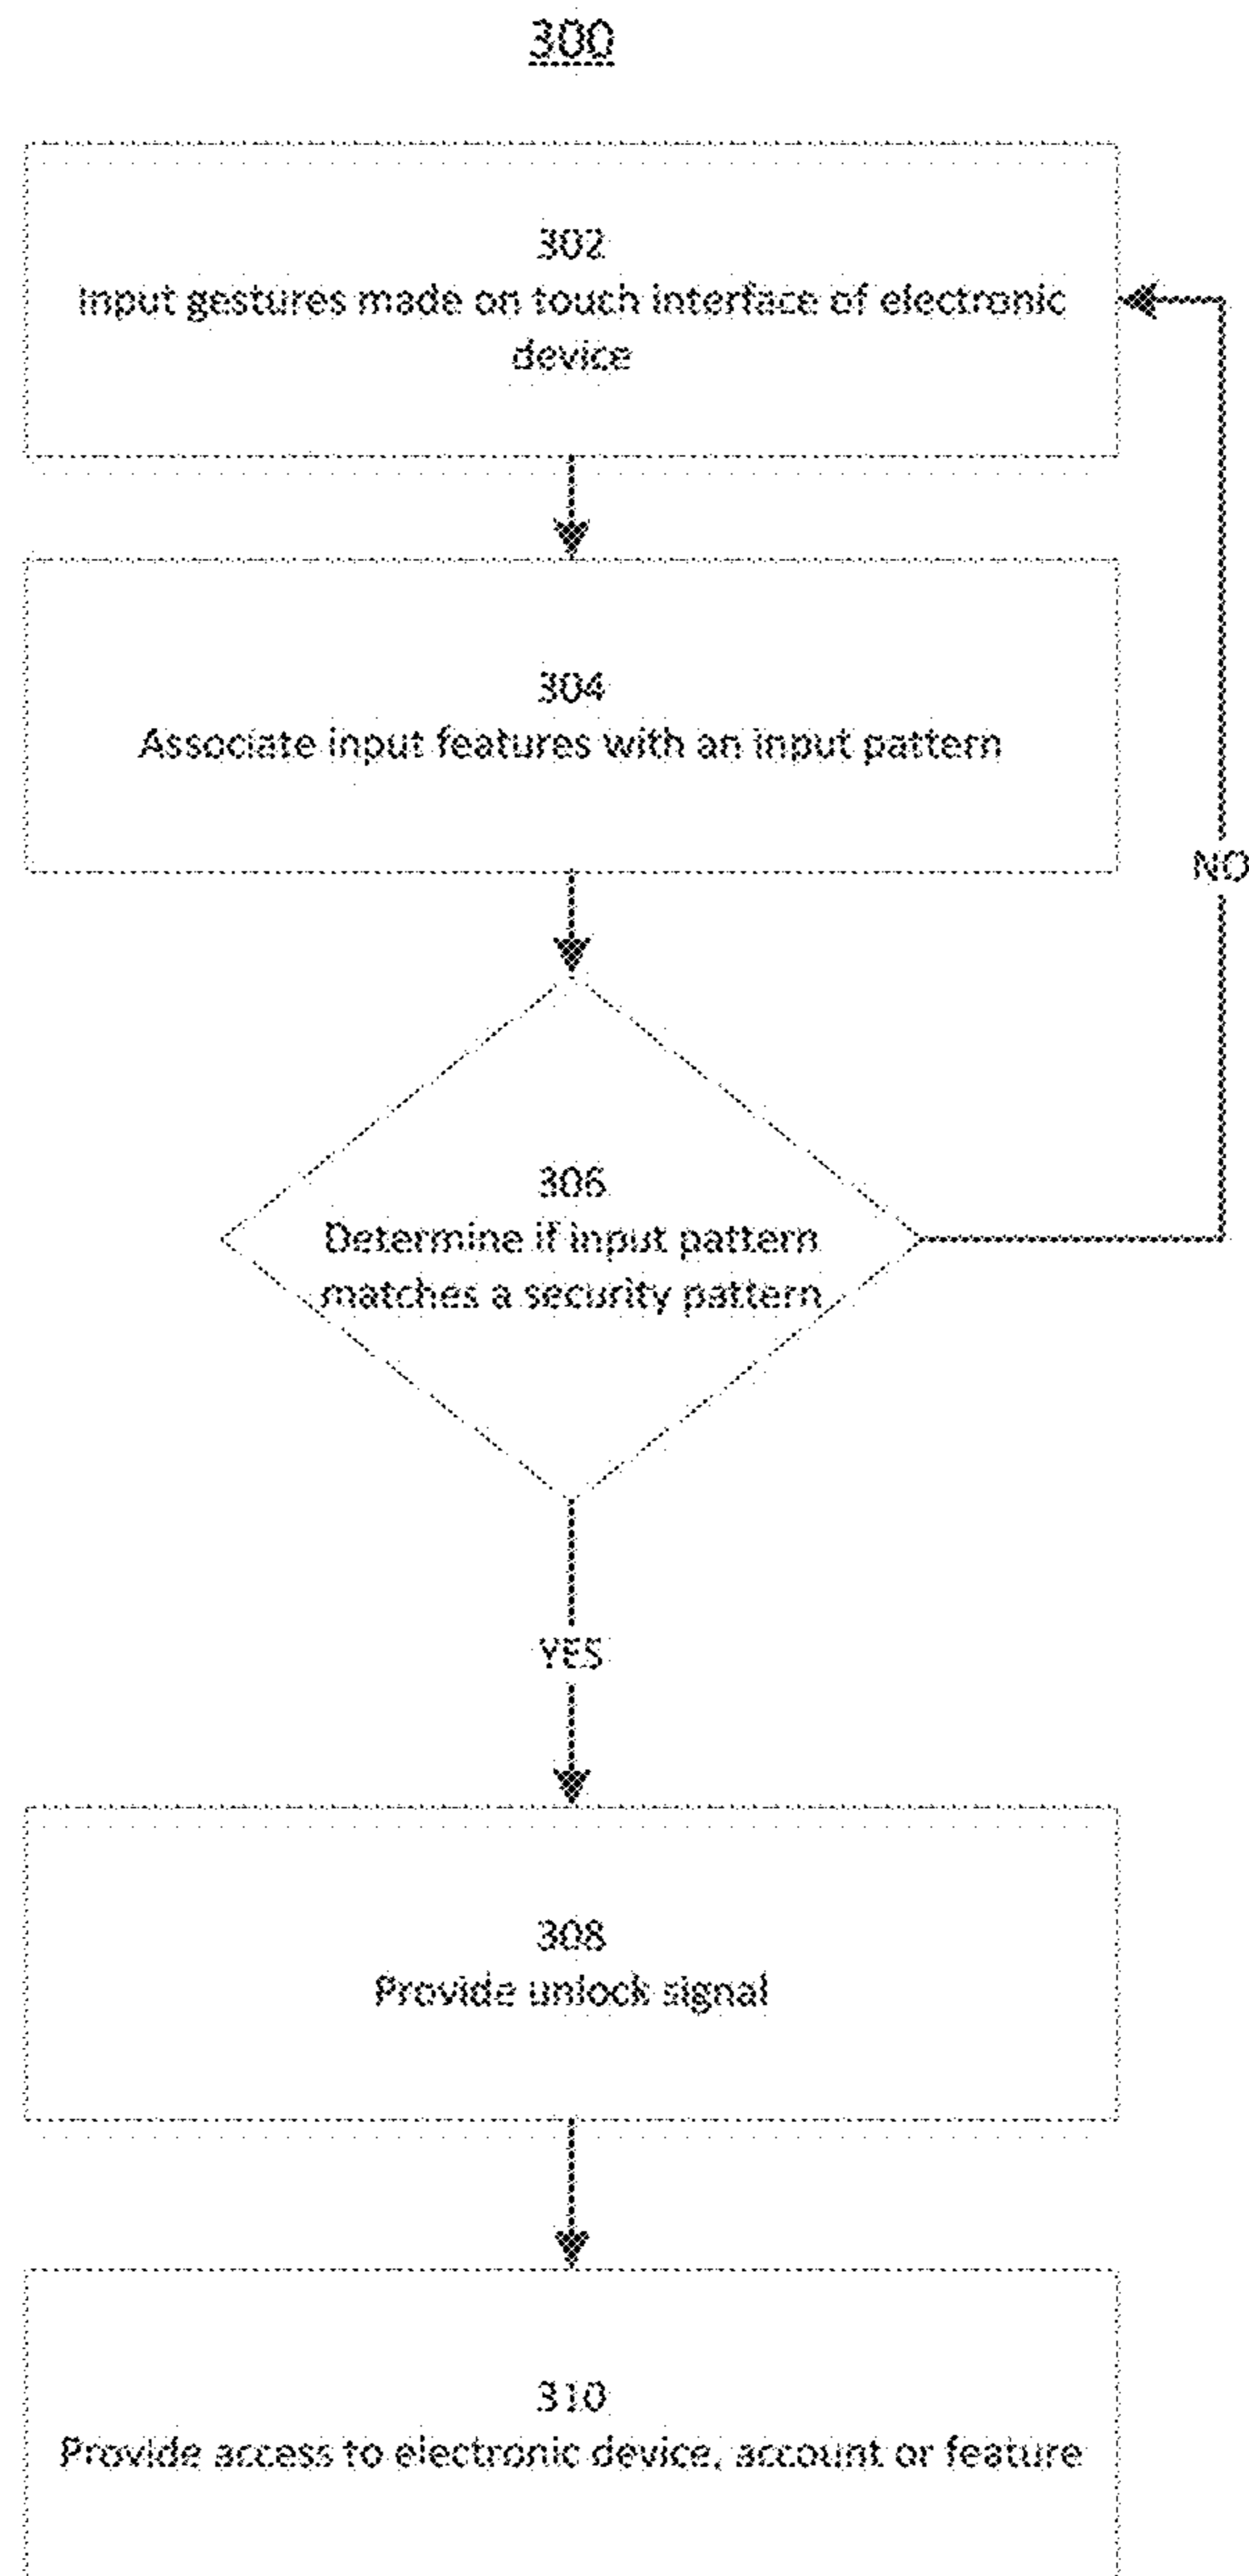 300
302
Input gestures made on touch interface of electronic
device
304
Associate input features with an input pattern
NO
306
Determine if input pattern
matches a security pattern
YES
308
Provide unlock signal
310
Provide access to electronic device, account or feature